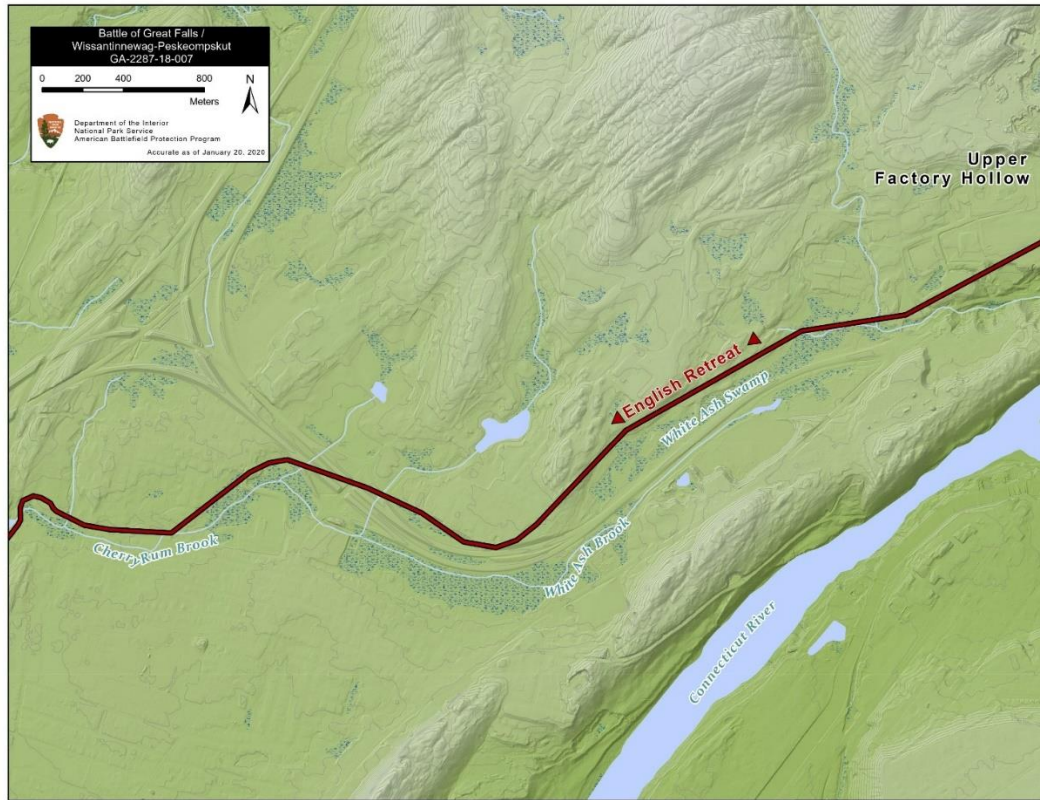 Battle of Great Falls /
Wissantinnewag-Peskeompskut
GA-2287-18-007
0 200 400 800
Meters
N
Department of the Interior
National Park Service
American Battlefield Protection Program
Accurate as of January 20, 2020
Upper
Factory Hollow
English Retreat
White Ash Swamp
Cherry Rum Brook
White Ash Brook
Connecticut River